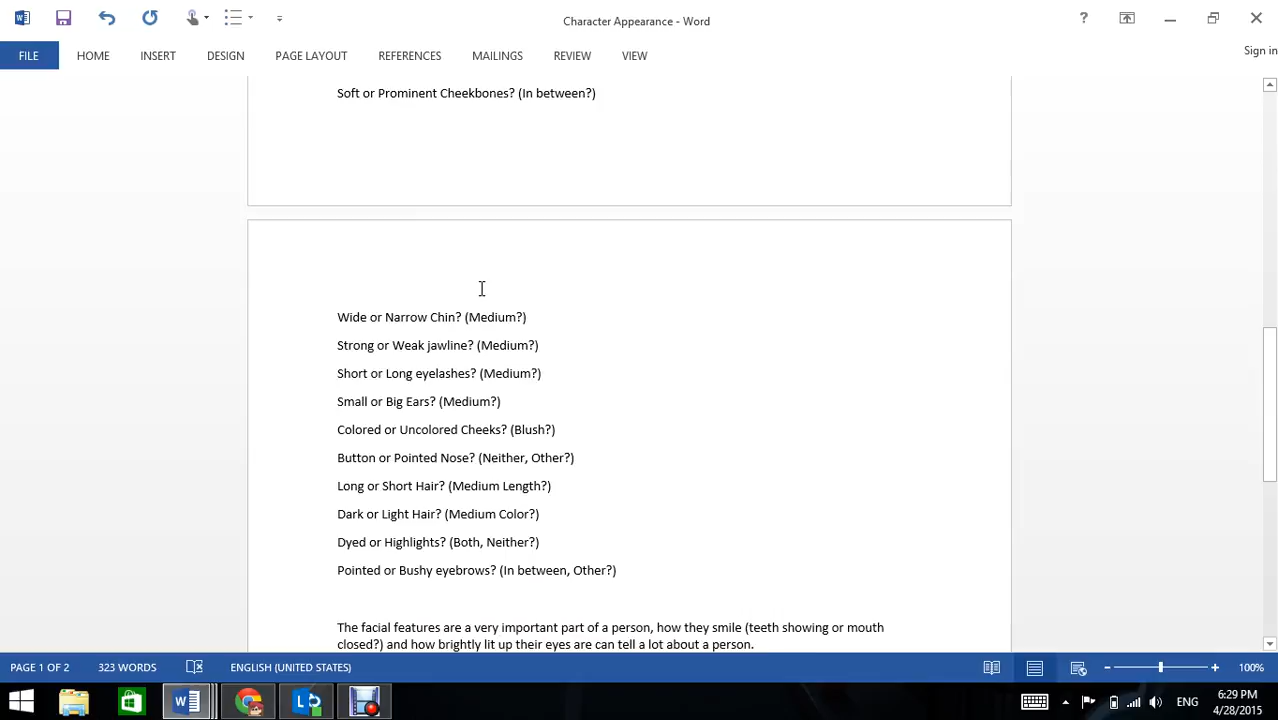 Character Appearance - Word
?
FILE
HOME
INSERT
DESIGN
PAGE LAYOUT
REFERENCES
MAILINGS
REVIEW
VIEW
Sign in
Soft or Prominent Cheekbones? (In between?)
Wide or Narrow Chin? (Medium?)
Strong or Weak jawline? (Medium?)
Short or Long eyelashes? (Medium?)
Small or Big Ears? (Medium?)
Colored or Uncolored Cheeks? (Blush?)
Button or Pointed Nose? (Neither, Other?)
Long or Short Hair? (Medium Length?)
Dark or Light Hair? (Medium Color?)
Dyed or Highlights? (Both, Neither?)
Pointed or Bushy eyebrows? (In between, Other?)
The facial features are a very important part of a person, how they smile (teeth showing or mouth
closed?) and how brightly lit up their eyes are can tell a lot about a person.
PAGE 1 OF 2
323 WORDS
ENGLISH (UNITED STATES)
100%
ENG
6:29 PM
4/28/2015